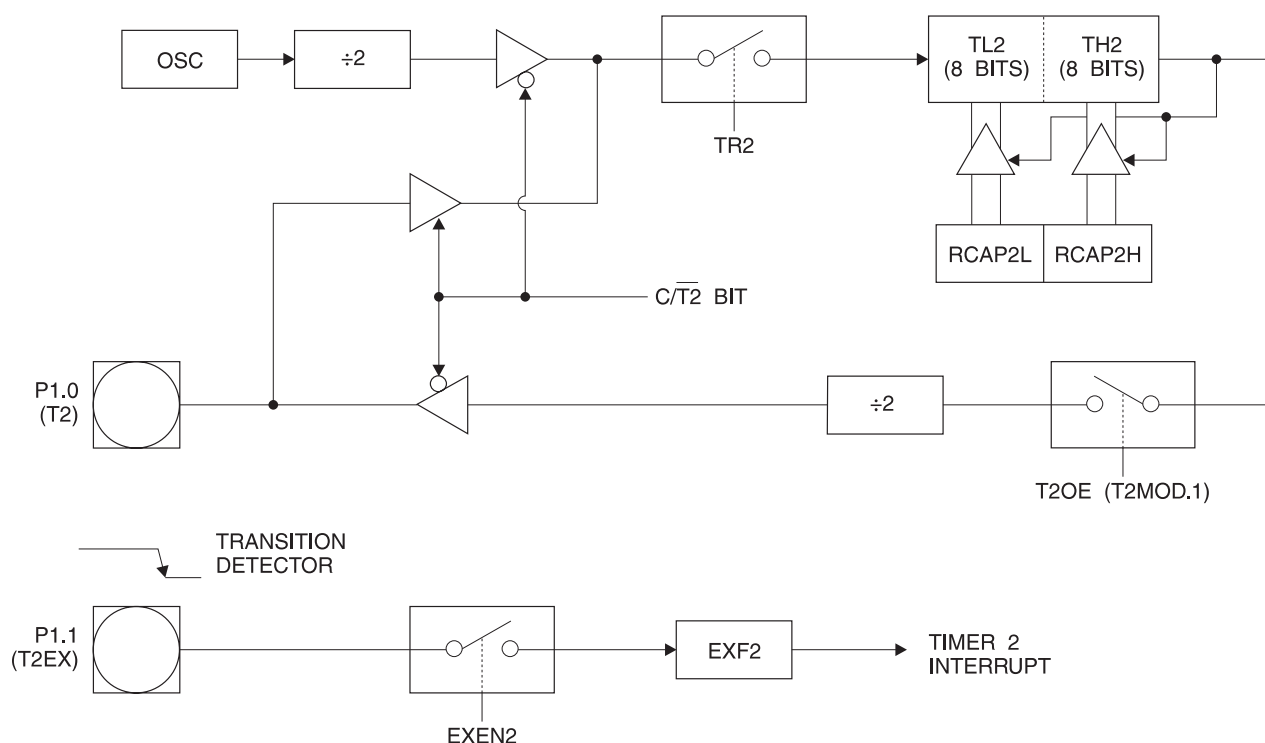 OSC
÷2
TR2
TL2
(8 BITS)
TH2
(8 BITS)
RCAP2L
RCAP2H
C/T̅2̅ BIT
P1.0
(T2)
÷2
T2OE (T2MOD.1)
TRANSITION
DETECTOR
P1.1
(T2EX)
EXEN2
EXF2
TIMER 2
INTERRUPT